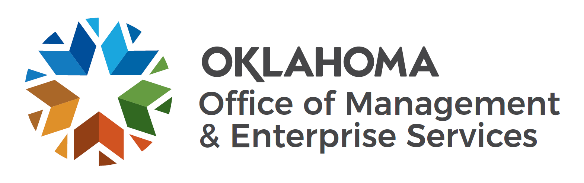 OKLAHOMA
Office of Management
& Enterprise Services